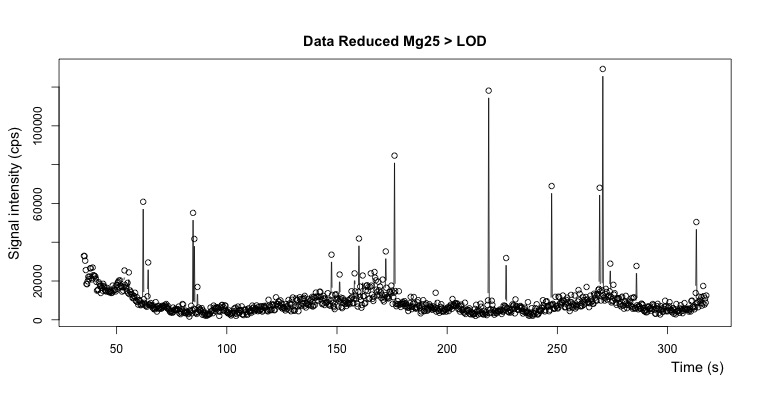 Data Reduced Mg25 > LOD
Signal intensity (cps)
100000
60000
20000
0
50 100 150 200 250 300
Time (s)